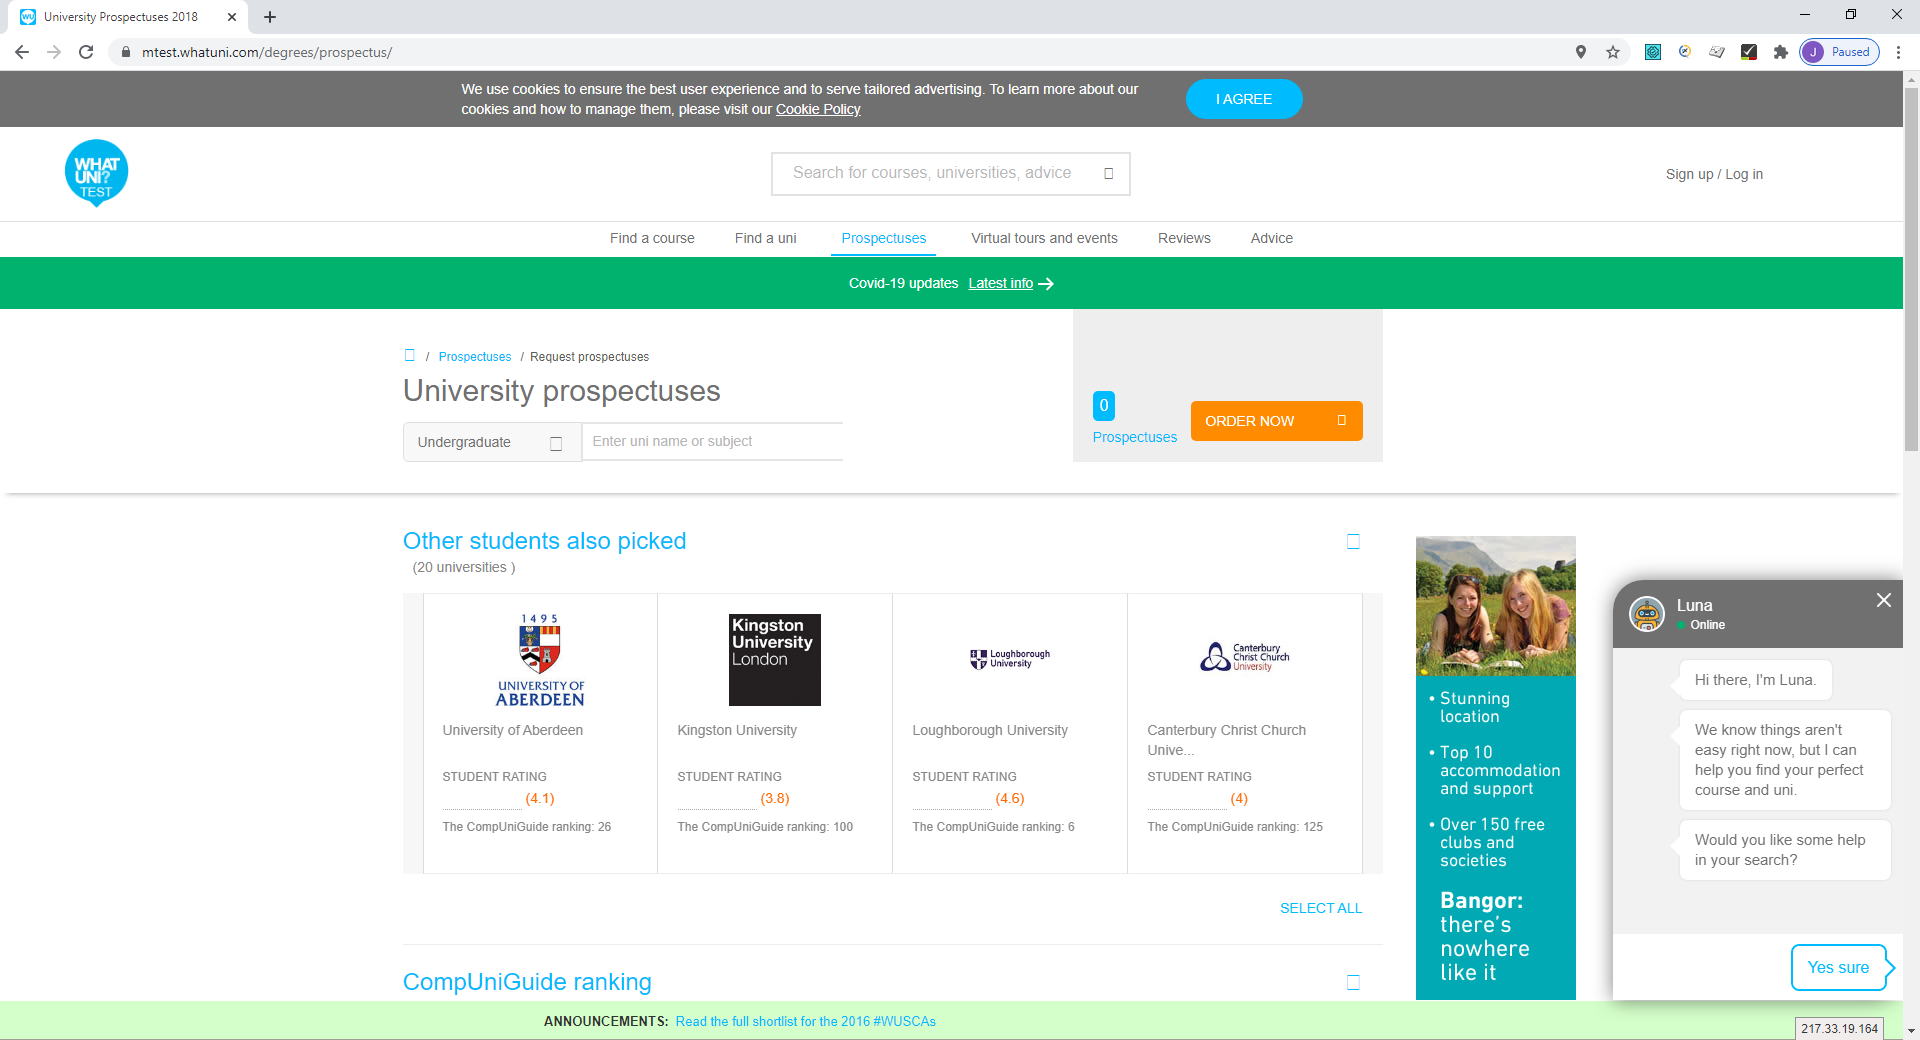 University Prospectuses 2018
mtest.whatuni.com/degrees/prospectus/
J Paused
We use cookies to ensure the best user experience and to serve tailored advertising. To learn more about our
cookies and how to manage them, please visit our Cookie Policy
I AGREE
WHAT
UNI?
TEST
Search for courses, universities, advice
Sign up / Log in
Find a course
Find a uni
Prospectuses
Virtual tours and events
Reviews
Advice
Covid-19 updates Latest info
/ Prospectuses / Request prospectuses
University prospectuses
Undergraduate
Enter uni name or subject
0
Prospectuses
ORDER NOW
Other students also picked
(20 universities )
1495
UNIVERSITY OF
ABERDEEN
University of Aberdeen
STUDENT RATING
(4.1)
The CompUniGuide ranking: 26
Kingston
University
London
Kingston University
STUDENT RATING
(3.8)
The CompUniGuide ranking: 100
Loughborough
University
Loughborough University
STUDENT RATING
(4.6)
The CompUniGuide ranking: 6
Canterbury
Christ Church
University
Canterbury Christ Church
Unive...
STUDENT RATING
(4)
The CompUniGuide ranking: 125
SELECT ALL
CompUniGuide ranking
• Stunning
location
• Top 10
accommodation
and support
• Over 150 free
clubs and
societies
Bangor:
there's
nowhere
like it
Luna
Online
Hi there, I'm Luna.
We know things aren't
easy right now, but I can
help you find your perfect
course and uni.
Would you like some help
in your search?
Yes sure
ANNOUNCEMENTS: Read the full shortlist for the 2016 #WUSCAs
217.33.19.164